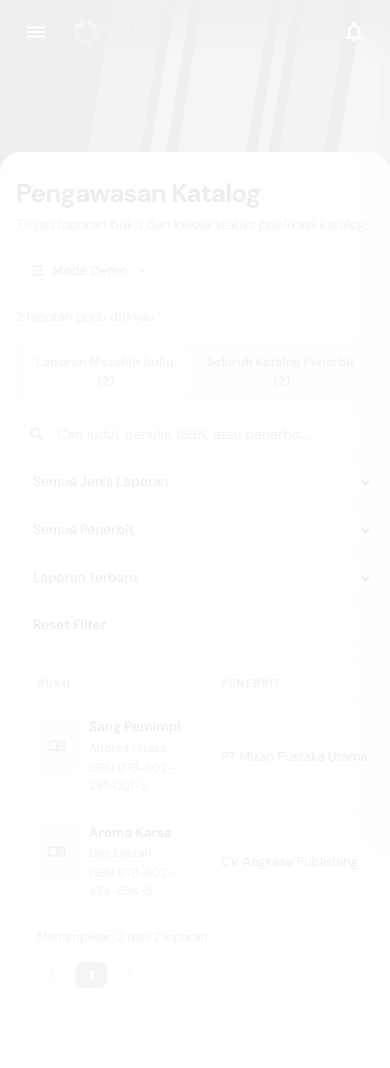 Pengawasan Katalog
Tinjau laporan buku dan kelola status publikasi katalog.
Mode Demo
2 laporan perlu ditinjau
Laporan Masalah Buku
(2)
Seluruh Katalog Penerbit
(2)
Cari judul, penulis, ISBN, atau penerbit...
Semua Jenis Laporan
Semua Penerbit
Laporan Terbaru
Reset Filter
BUKU
PENERBIT
Sang Pemimpi
Andrea Hirata
ISBN 978-602-
291-001-5
PT Mizan Pustaka Utama
Aroma Karsa
Dee Lestari
ISBN 978-602-
424-694-5
CV Angkasa Publishing
Menampilkan 2 dari 2 laporan
1